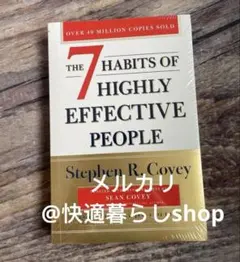 OVER 40 MILLION COPIES SOLD
THE 7 HABITS OF
HIGHLY
EFFECTIVE
PEOPLE
Stephen R. Covey
メルカリ
SEAN COVEY
@快適暮らしshop